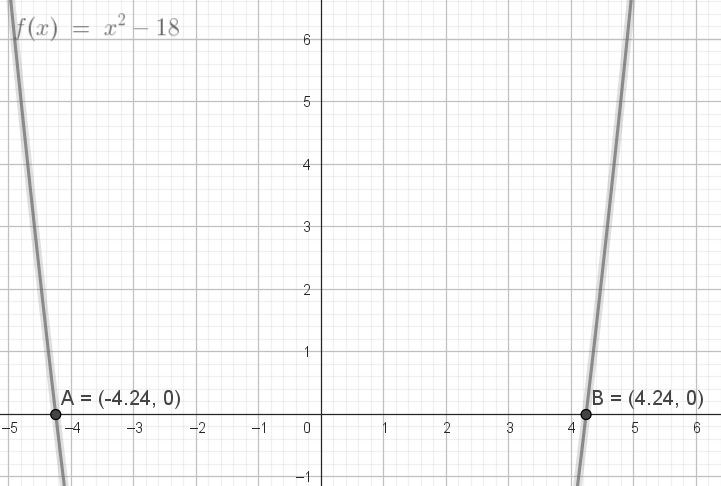 f(x) = x² − 18
6
5
4
3
2
1
A = (-4.24, 0)
B = (4.24, 0)
−5 −4 −3 −2 −1 0 1 2 3 4 5 6
−1